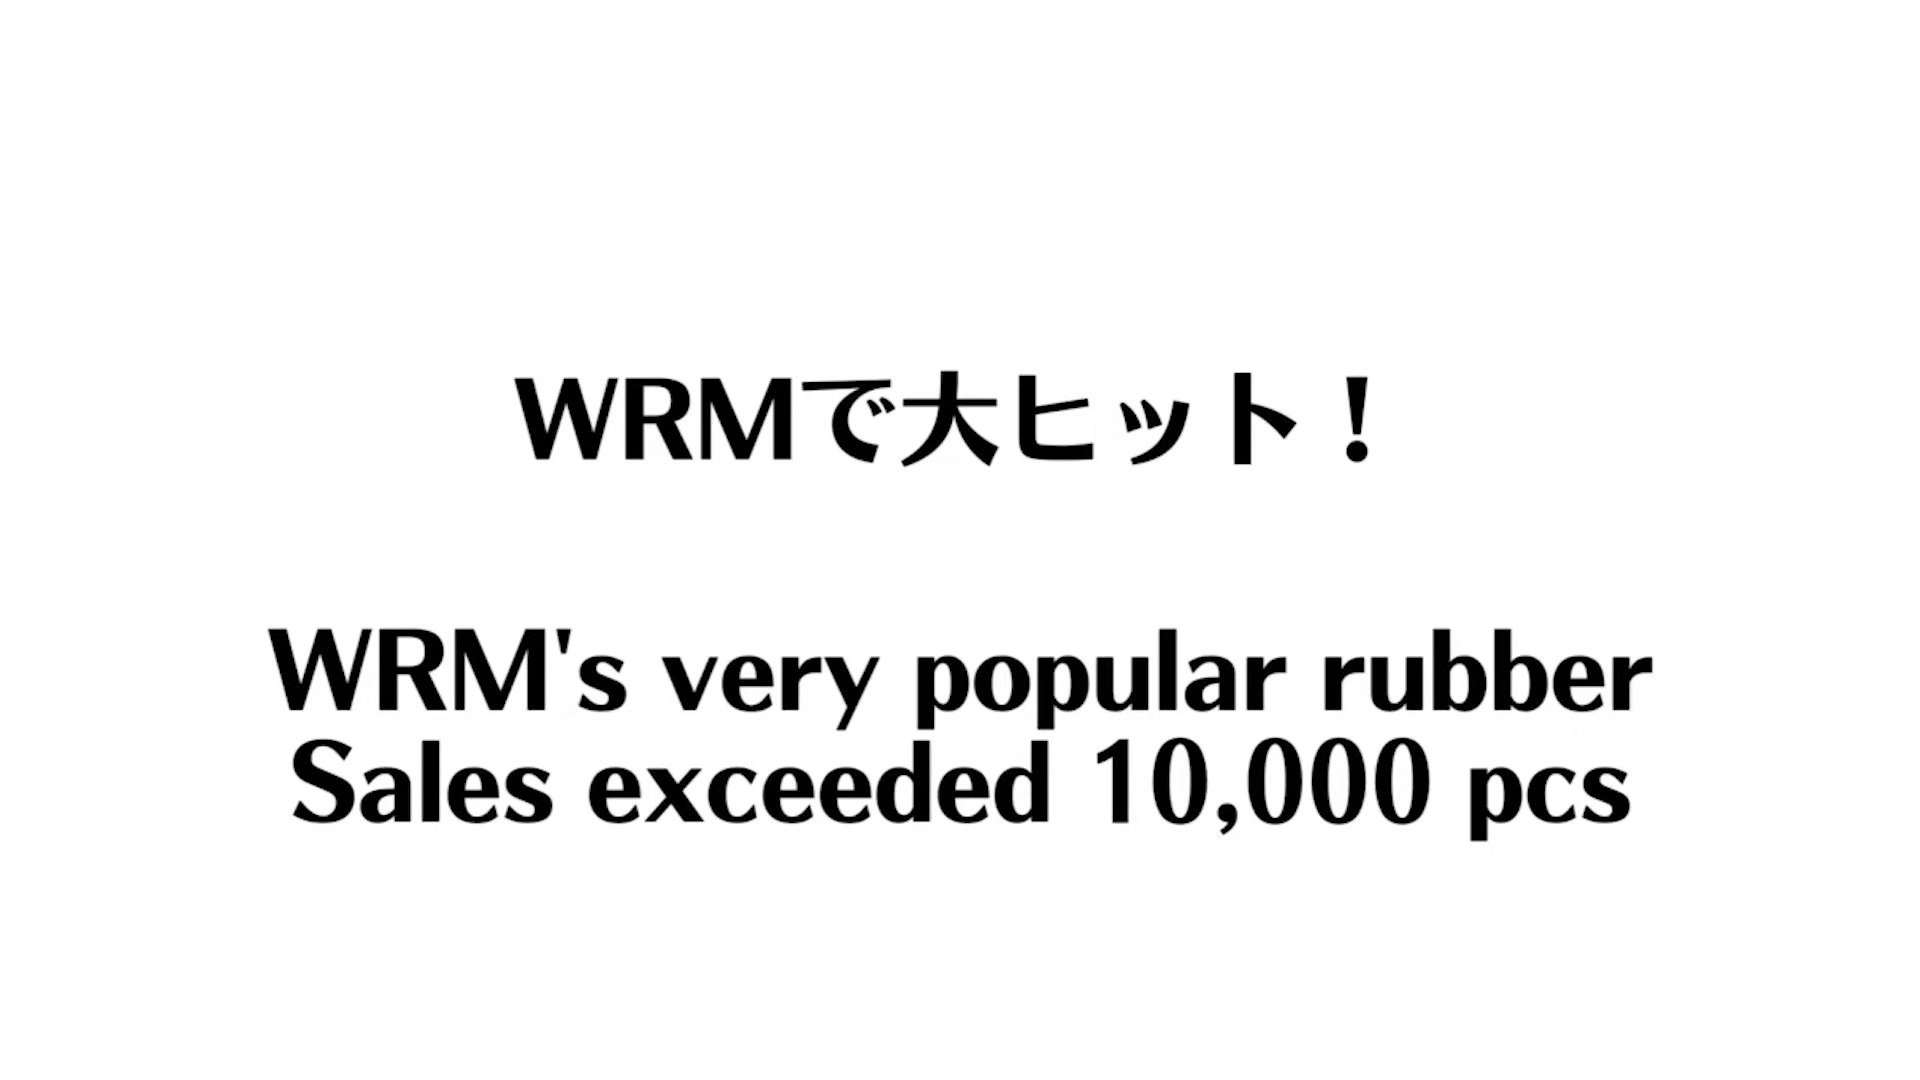 WRMで大ヒット！
WRM's very popular rubber
Sales exceeded 10,000 pcs